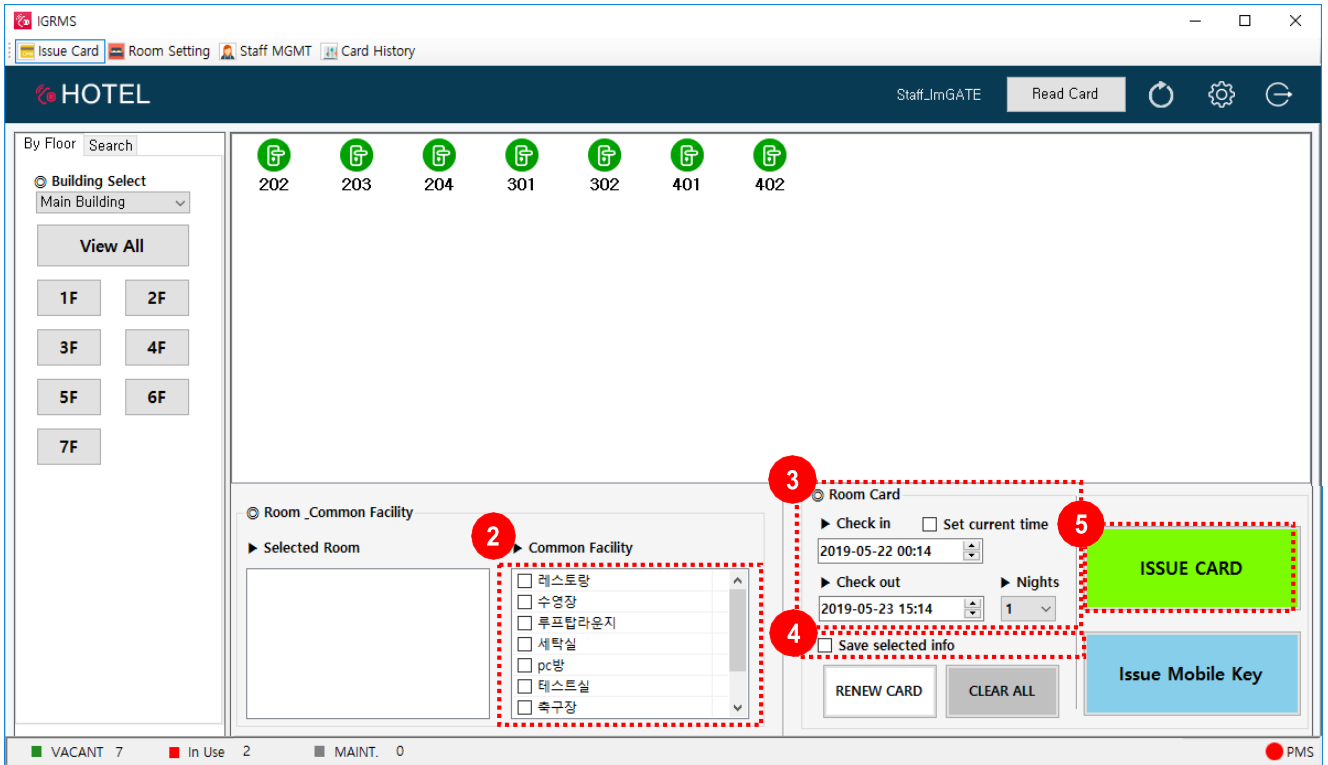 IGRMS
Issue Card Room Setting Staff MGMT Card History
HOTEL
Staff_ImGATE
Read Card
By Floor Search
Building Select
Main Building
View All
1F 2F
3F 4F
5F 6F
7F
202 203 204 301 302 401 402
Room _Common Facility
Selected Room
2
Common Facility
레스토랑
수영장
루프탑라운지
세탁실
pc방
테스트실
축구장
3
Room Card
Check in Set current time
2019-05-22 00:14
Check out Nights
2019-05-23 15:14 1
4
Save selected info
RENEW CARD CLEAR ALL
5
ISSUE CARD
Issue Mobile Key
VACANT 7 In Use 2 MAINT. 0 PMS